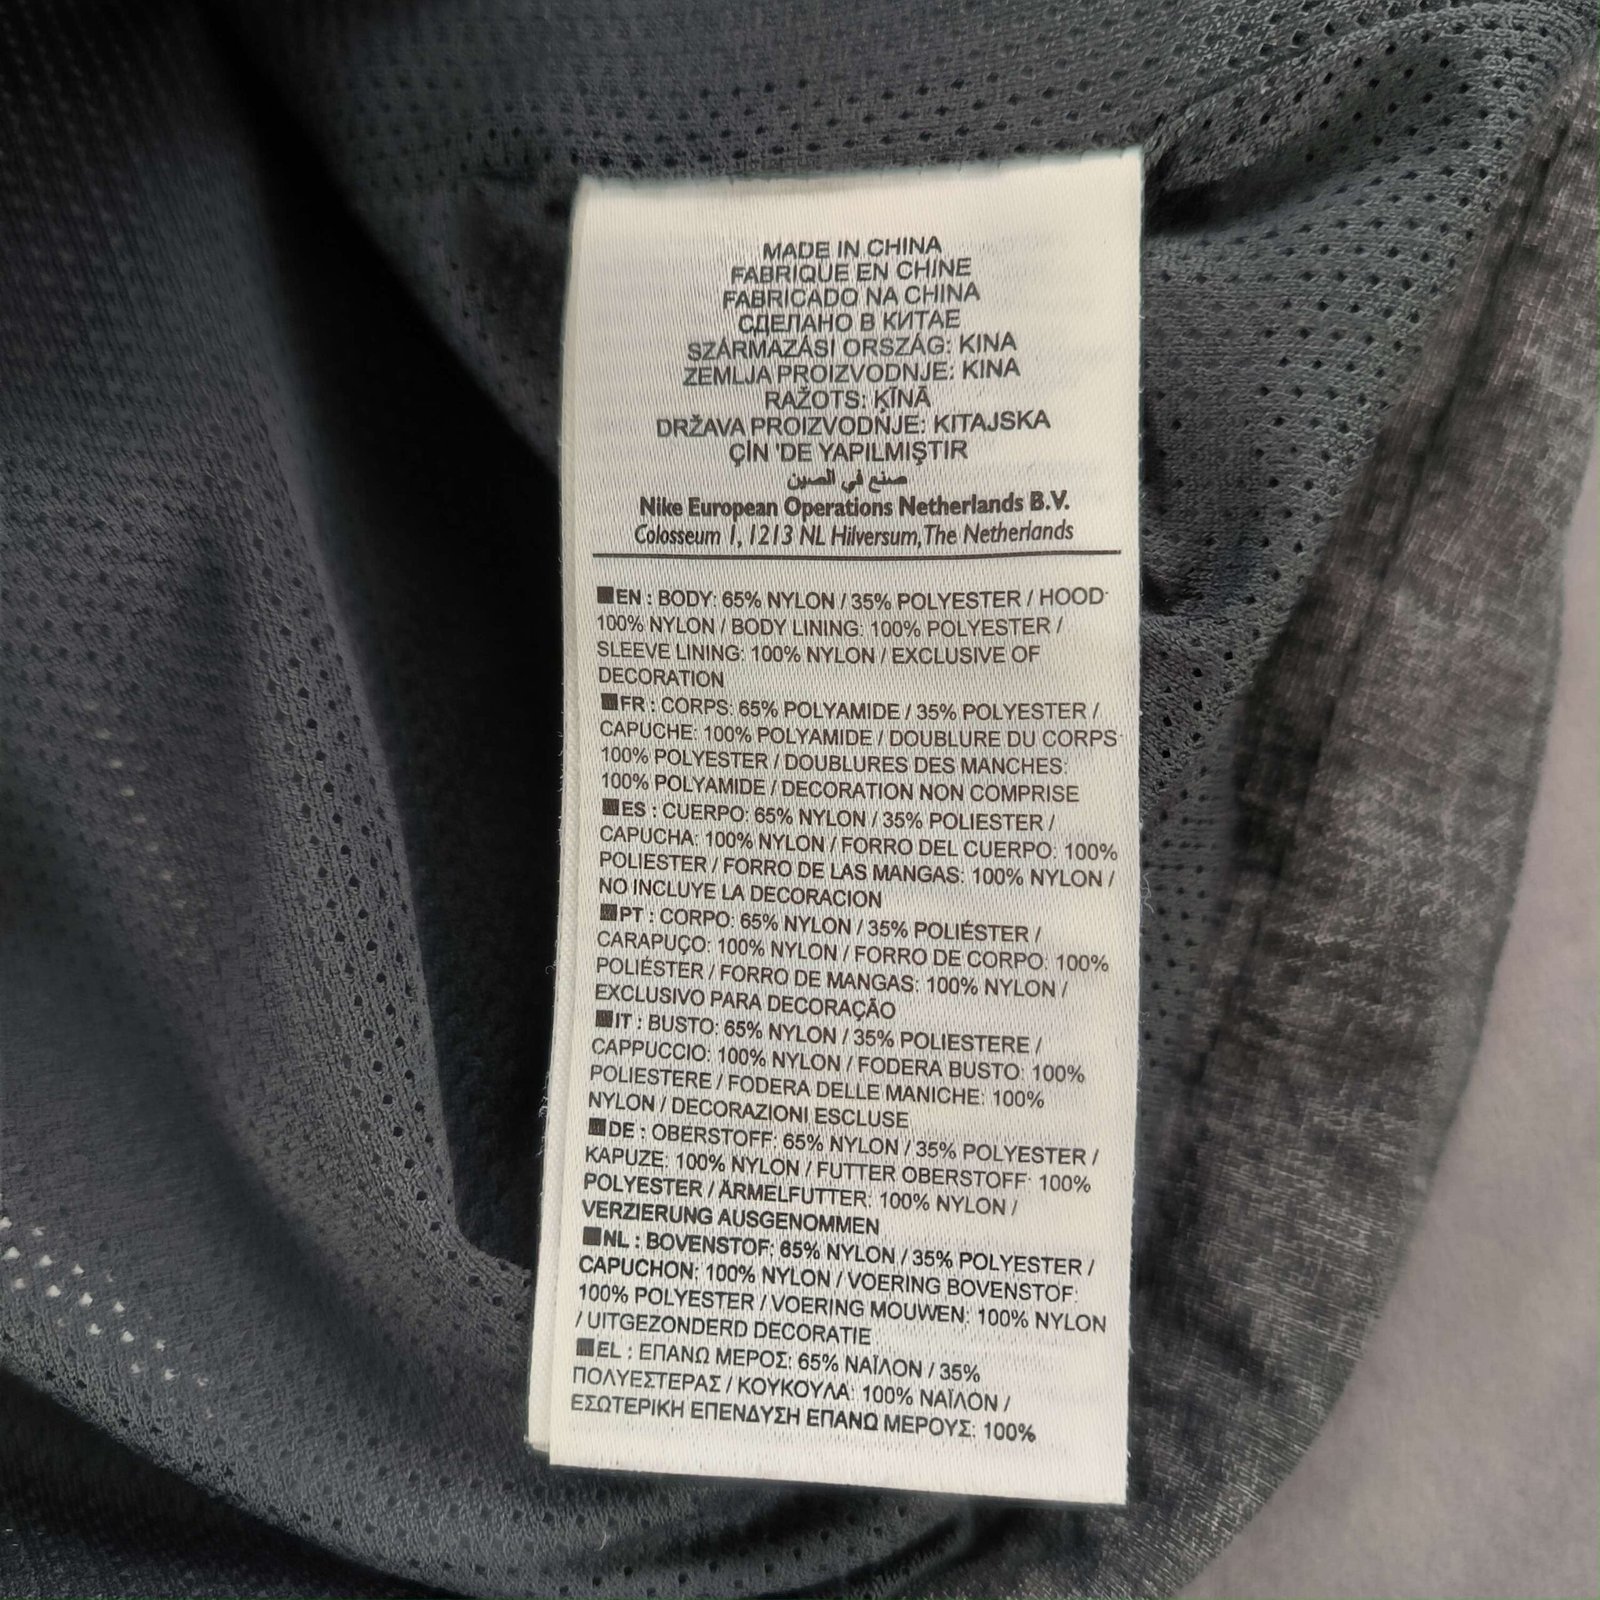 MADE IN CHINA
FABRIQUE EN CHINE
FABRICADO NA CHINA
СДЕЛАНО В КИТАЕ
SZÁRMAZÁSI ORSZÁG: KINA
ZEMLJA PROIZVODNJE: KINA
RAŽOTS: ĶĪNĀ
DRŽAVA PROIZVODNJE: KITAJSKA
ÇİN 'DE YAPILMIŞTIR
صنع في الصين
Nike European Operations Netherlands B.V.
Colosseum 1, 1213 NL Hilversum, The Netherlands
EN : BODY: 65% NYLON / 35% POLYESTER / HOOD:
100% NYLON / BODY LINING: 100% POLYESTER /
SLEEVE LINING: 100% NYLON / EXCLUSIVE OF
DECORATION
FR : CORPS: 65% POLYAMIDE / 35% POLYESTER /
CAPUCHE: 100% POLYAMIDE / DOUBLURE DU CORPS:
100% POLYESTER / DOUBLURES DES MANCHES:
100% POLYAMIDE / DECORATION NON COMPRISE
ES : CUERPO: 65% NYLON / 35% POLIESTER /
CAPUCHA: 100% NYLON / FORRO DEL CUERPO: 100%
POLIESTER / FORRO DE LAS MANGAS: 100% NYLON /
NO INCLUYE LA DECORACION
PT : CORPO: 65% NYLON / 35% POLIÉSTER /
CARAPUÇO: 100% NYLON / FORRO DE CORPO: 100%
POLIÉSTER / FORRO DE MANGAS: 100% NYLON /
EXCLUSIVO PARA DECORAÇÃO
IT : BUSTO: 65% NYLON / 35% POLIESTERE /
CAPPUCCIO: 100% NYLON / FODERA BUSTO: 100%
POLIESTERE / FODERA DELLE MANICHE: 100%
NYLON / DECORAZIONI ESCLUSE
DE : OBERSTOFF: 65% NYLON / 35% POLYESTER /
KAPUZE: 100% NYLON / FUTTER OBERSTOFF: 100%
POLYESTER / ÄRMELFUTTER: 100% NYLON /
VERZIERUNG AUSGENOMMEN
NL : BOVENSTOF: 65% NYLON / 35% POLYESTER /
CAPUCHON: 100% NYLON / VOERING BOVENSTOF:
100% POLYESTER / VOERING MOUWEN: 100% NYLON
/ UITGEZONDERD DECORATIE
EL : ΕΠΑΝΩ ΜΕΡΟΣ: 65% ΝΑΪΛΟΝ / 35%
ΠΟΛΥΕΣΤΕΡΑΣ / ΚΟΥΚΟΥΛΑ: 100% ΝΑΪΛΟΝ /
ΕΣΩΤΕΡΙΚΗ ΕΠΕΝΔΥΣΗ ΕΠΑΝΩ ΜΕΡΟΥΣ: 100%